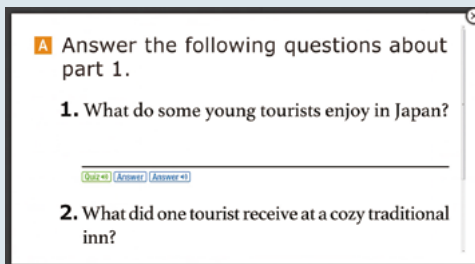 A Answer the following questions about
part 1.
1. What do some young tourists enjoy in Japan?
Quiz Answer Answer
2. What did one tourist receive at a cozy traditional
inn?